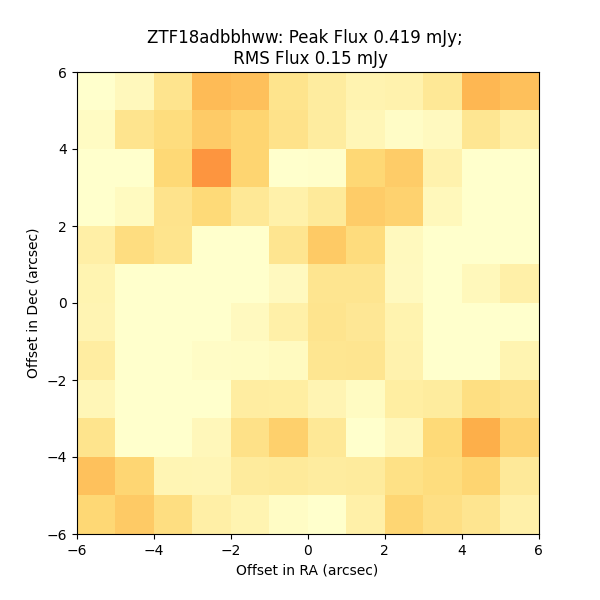 ZTF18adbbhww: Peak Flux 0.419 mJy;
RMS Flux 0.15 mJy
6
4
2
0
−2
−4
−6
Offset in Dec (arcsec)
−6 −4 −2 0 2 4 6
Offset in RA (arcsec)